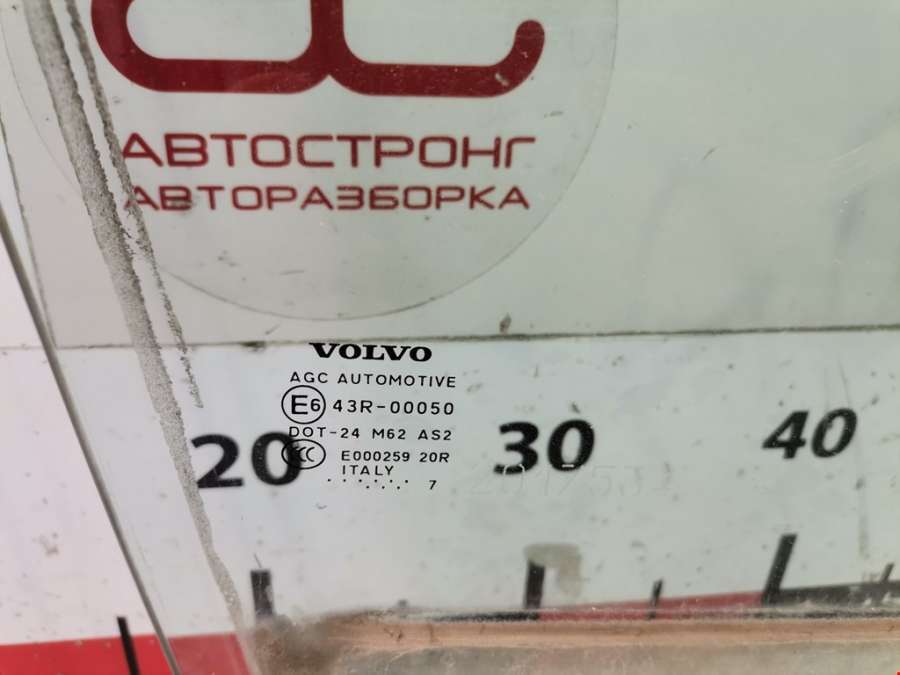 АВТОСТРОНГ
АВТОРАЗБОРКА
VOLVO
AGC AUTOMOTIVE
E6 43R-00050
DOT-24 M62 AS2
CCC E000259 20R
ITALY
7
20 30 40